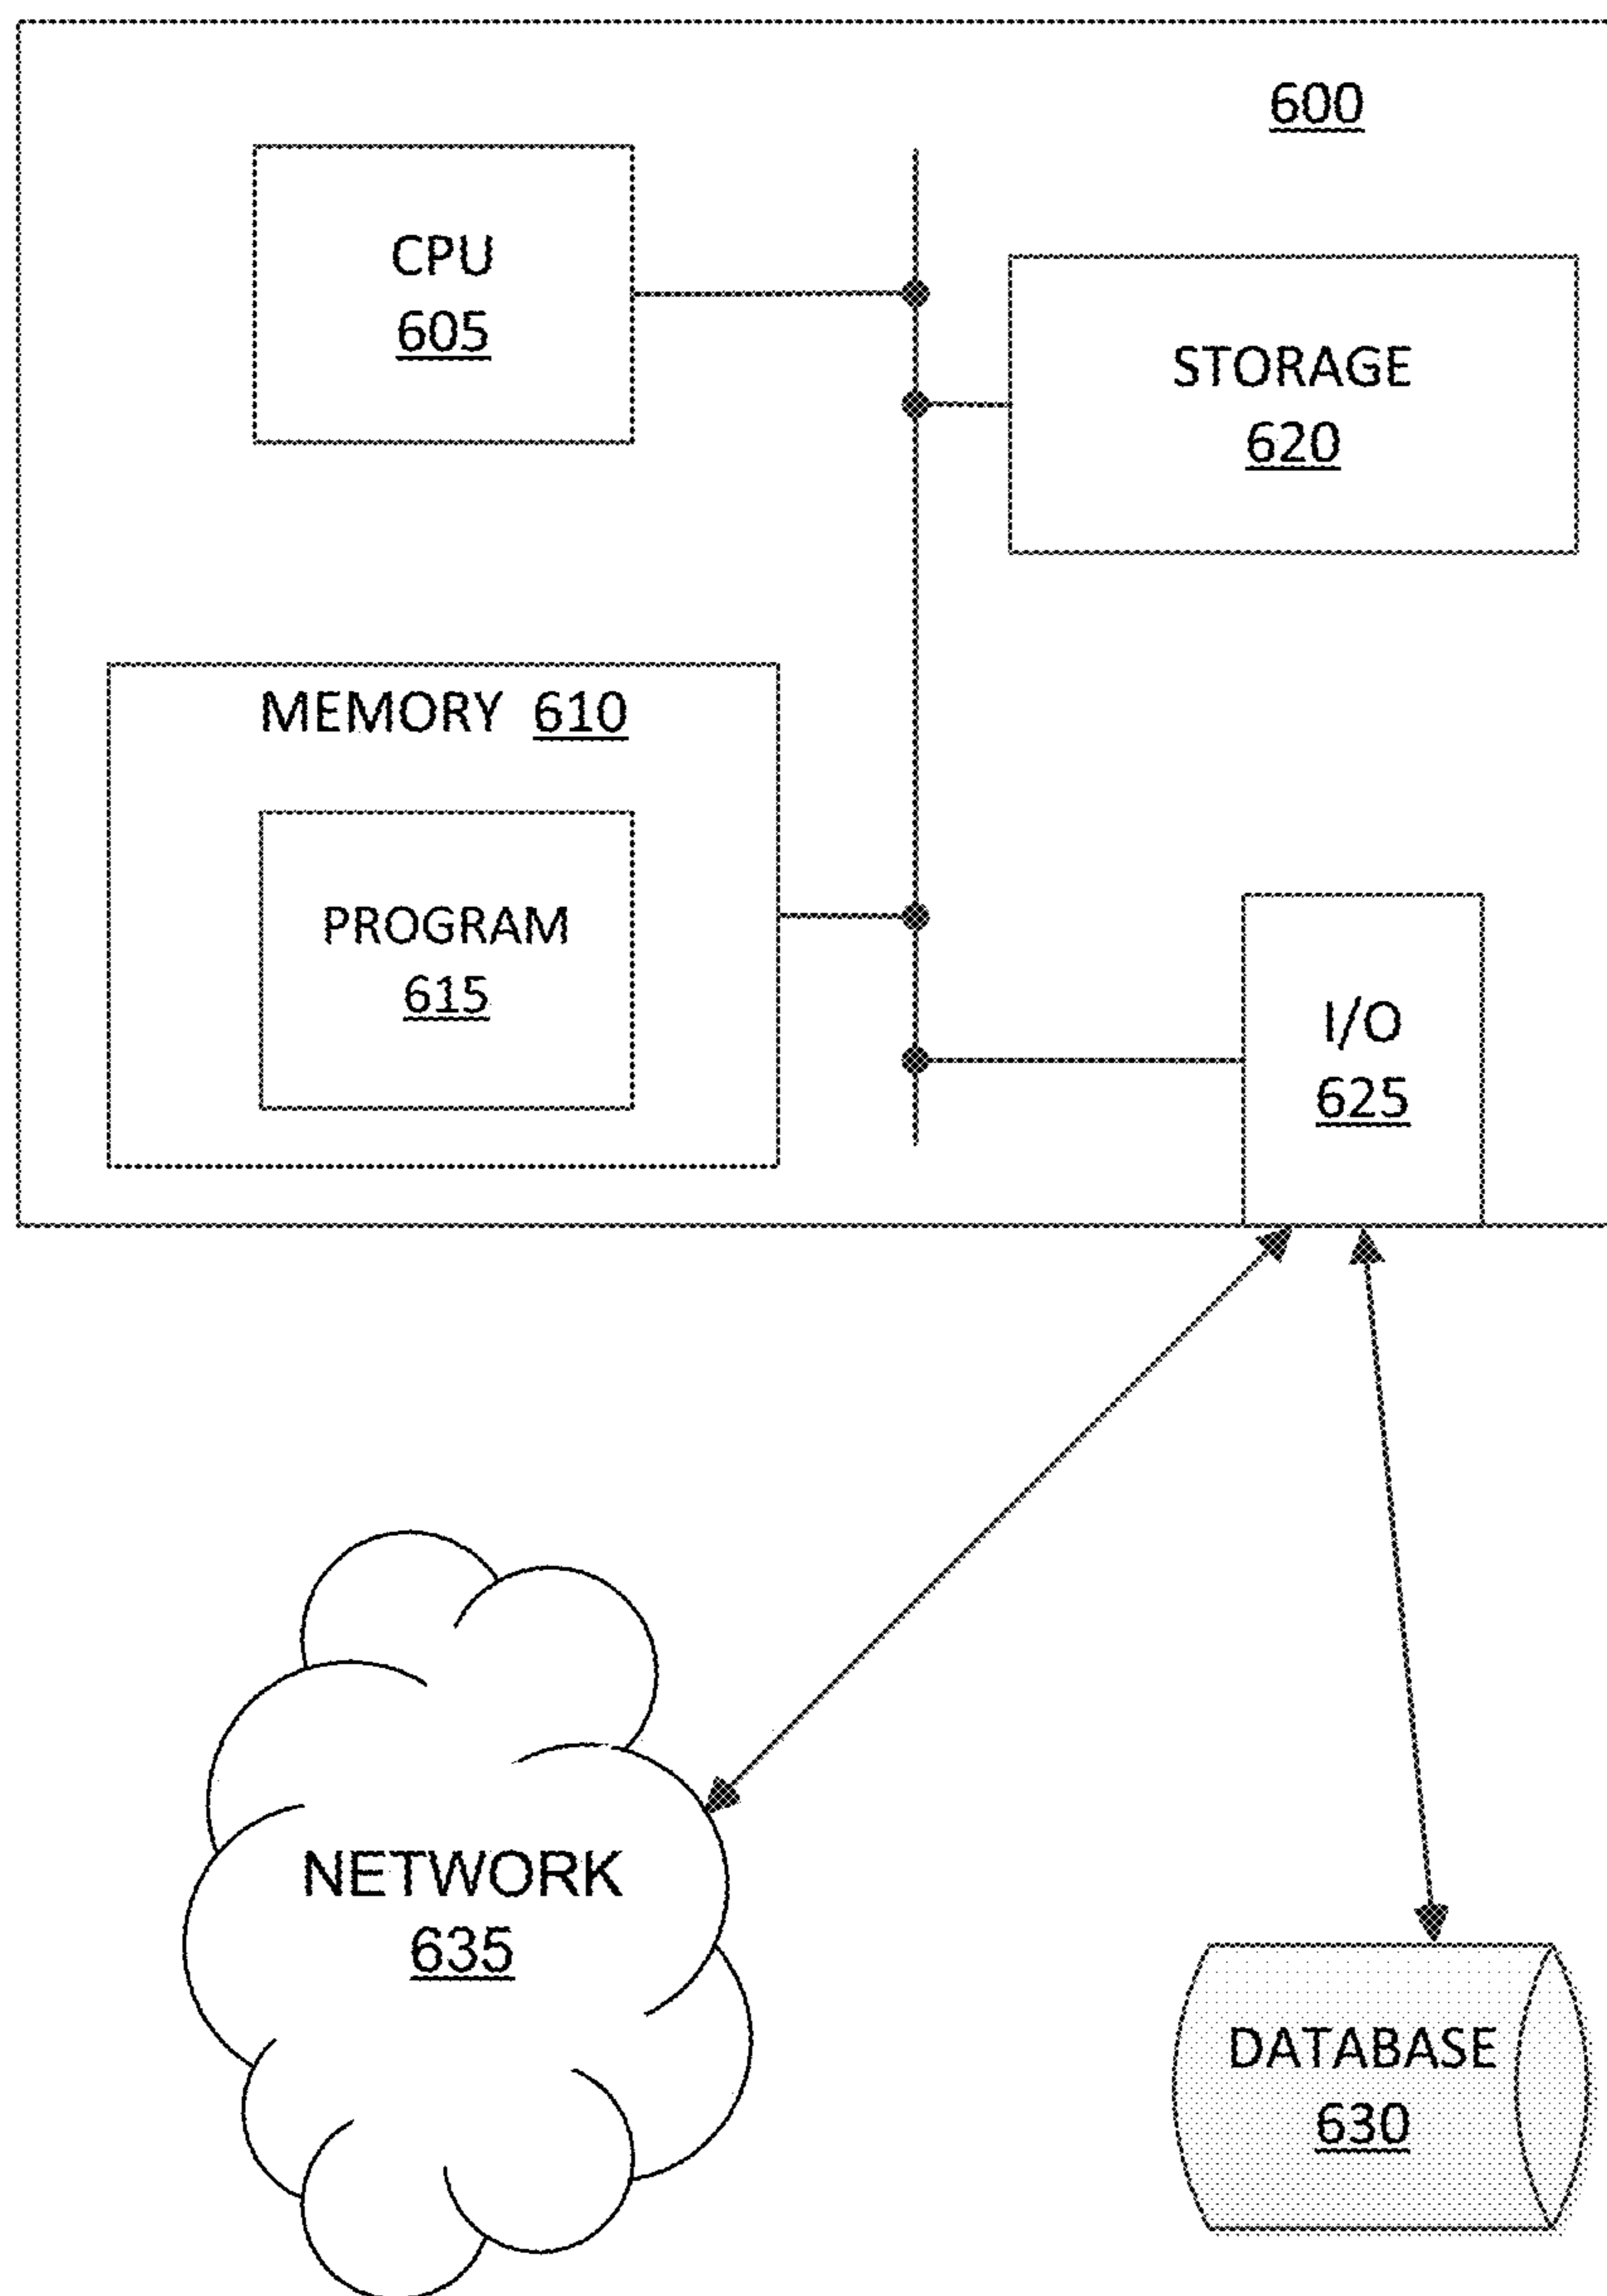 600
CPU
605
STORAGE
620
MEMORY 610
PROGRAM
615
I/O
625
NETWORK
635
DATABASE
630